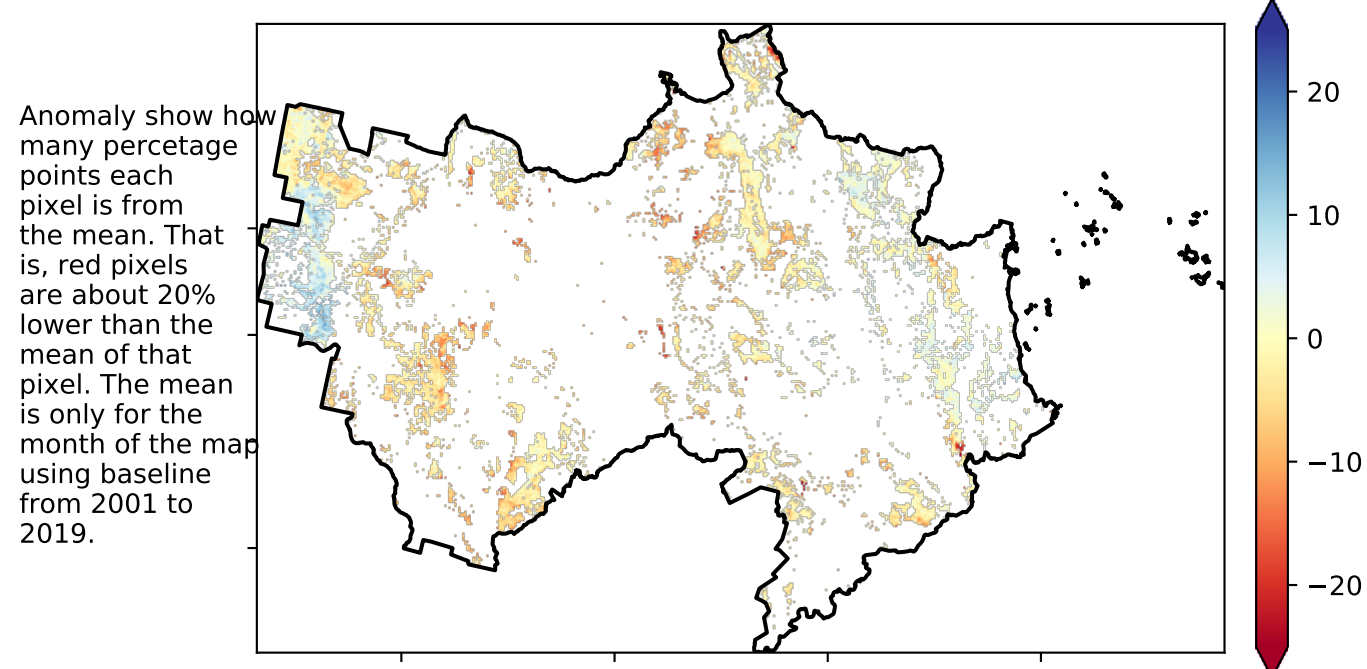 Anomaly show how
many percetage
points each
pixel is from
the mean. That
is, red pixels
are about 20%
lower than the
mean of that
pixel. The mean
is only for the
month of the map
using baseline
from 2001 to
2019.
20
10
0
−10
−20